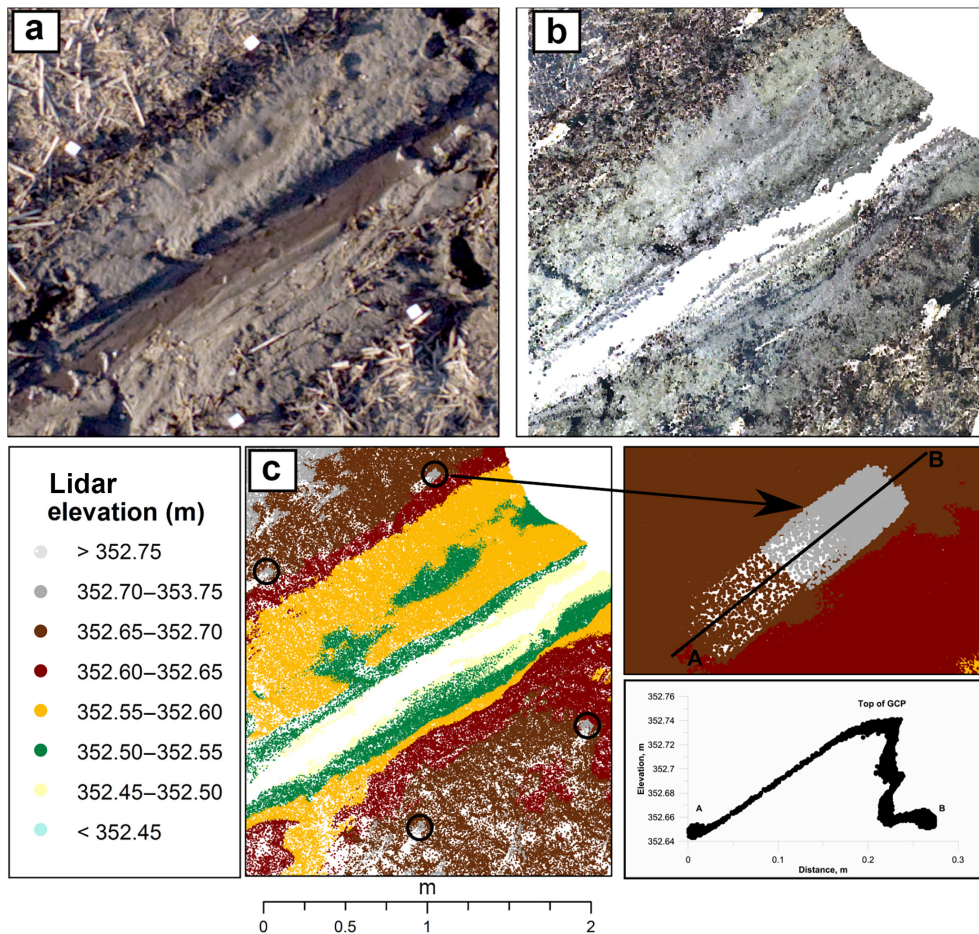 a
b
Lidar
elevation (m)
> 352.75
352.70–353.75
352.65–352.70
352.60–352.65
352.55–352.60
352.50–352.55
352.45–352.50
< 352.45
c
B
A
352.76
352.74
352.72
352.7
352.68
352.66
352.64
Elevation, m
Top of GCP
A
B
0
0.1
0.2
0.3
Distance, m
m
0
0.5
1
2